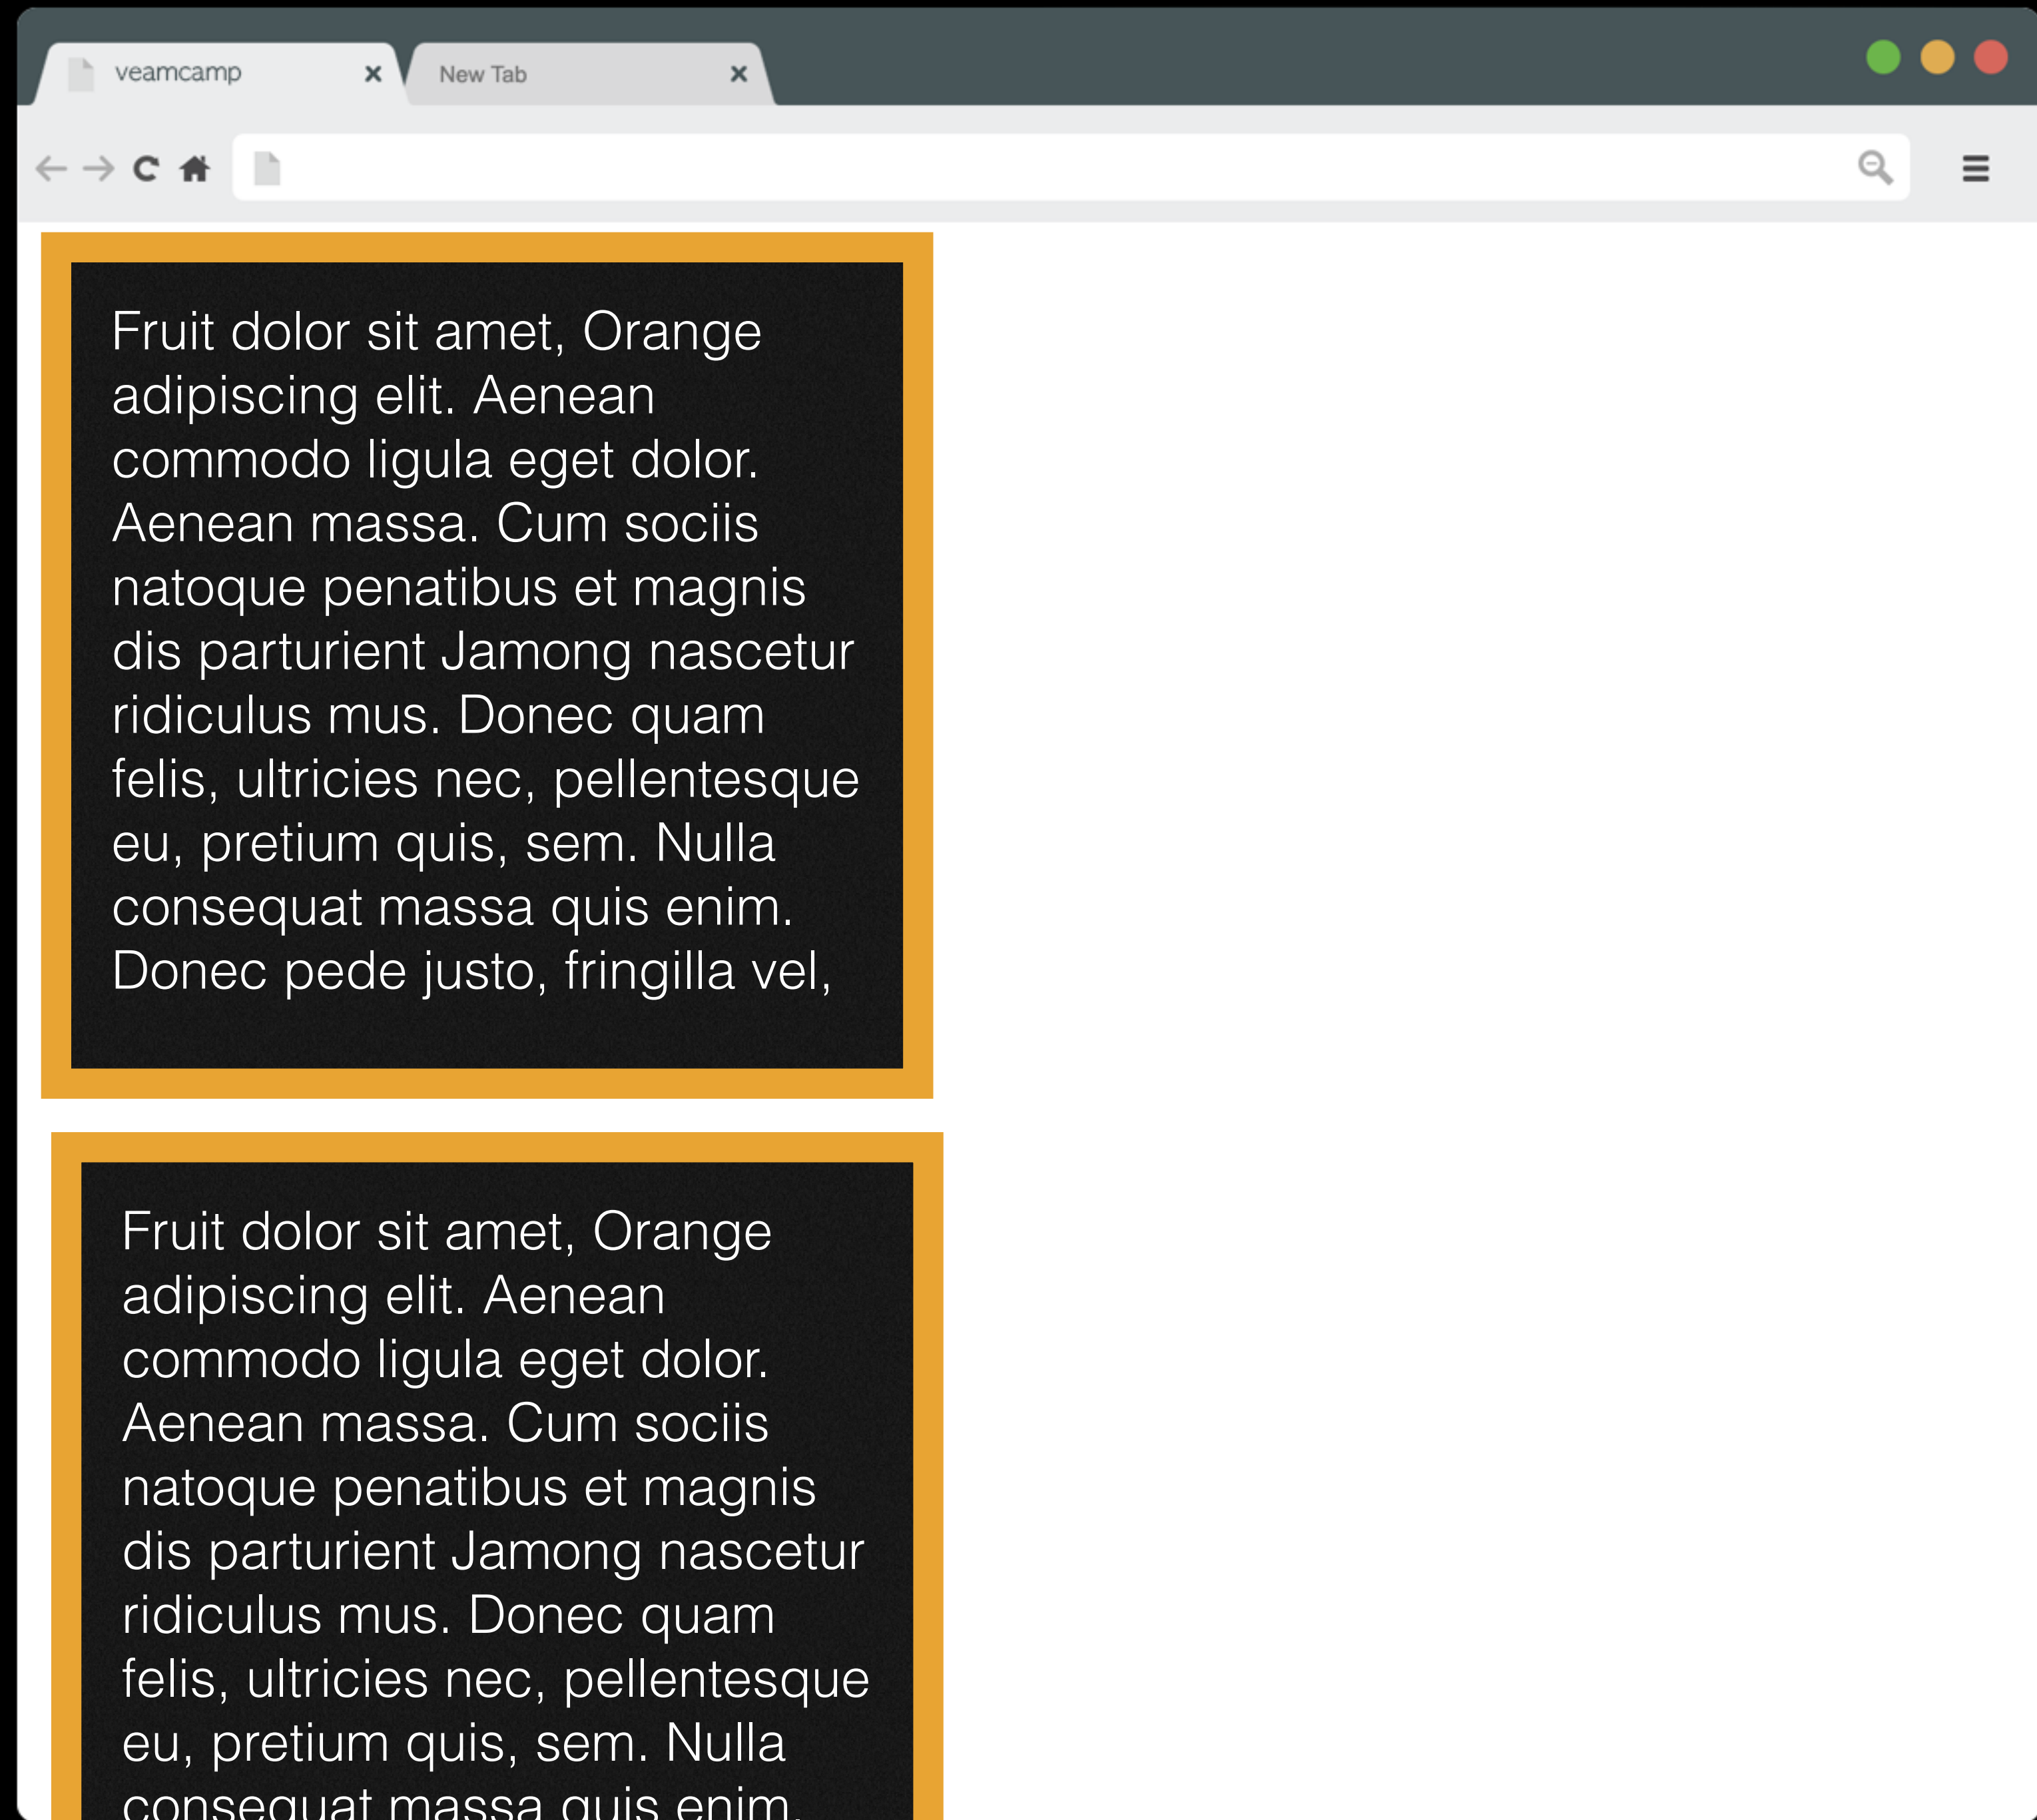 veamcamp
New Tab
Fruit dolor sit amet, Orange
adipiscing elit. Aenean
commodo ligula eget dolor.
Aenean massa. Cum sociis
natoque penatibus et magnis
dis parturient Jamong nascetur
ridiculus mus. Donec quam
felis, ultricies nec, pellentesque
eu, pretium quis, sem. Nulla
consequat massa quis enim.
Donec pede justo, fringilla vel,
Fruit dolor sit amet, Orange
adipiscing elit. Aenean
commodo ligula eget dolor.
Aenean massa. Cum sociis
natoque penatibus et magnis
dis parturient Jamong nascetur
ridiculus mus. Donec quam
felis, ultricies nec, pellentesque
eu, pretium quis, sem. Nulla
consequat massa quis enim.